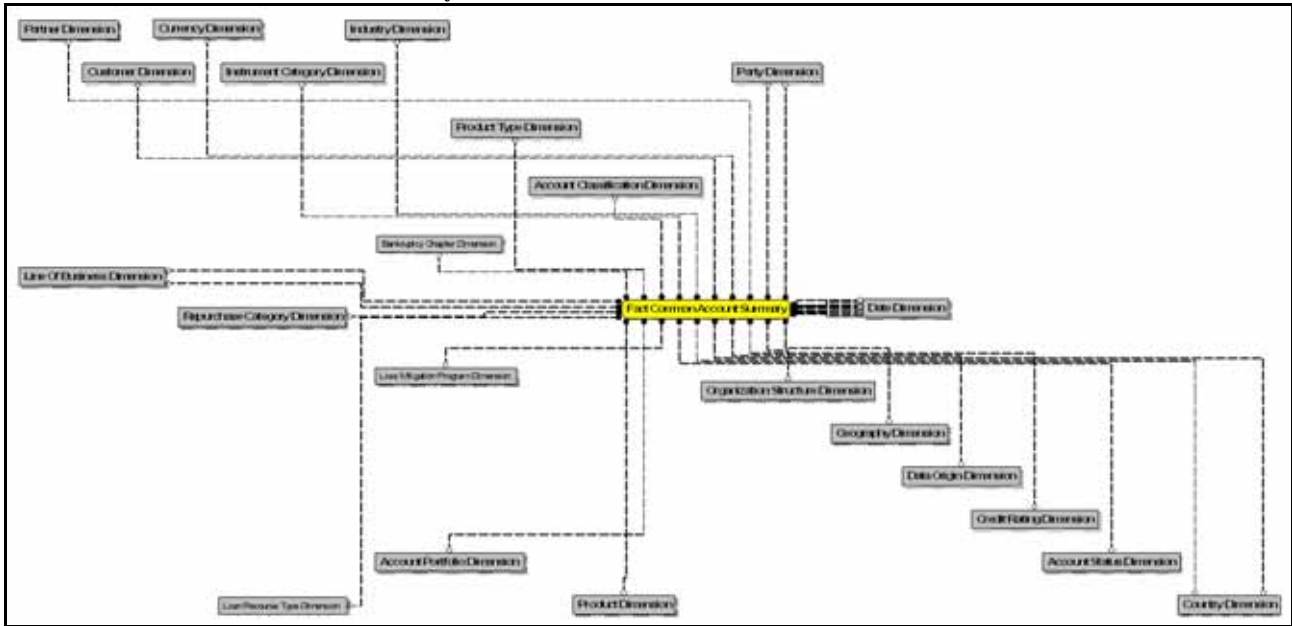 Partner Dimension
Currency Dimension
Industry Dimension
Customer Dimension
Instrument Category Dimension
Party Dimension
Product Type Dimension
Account Classification Dimension
Bankruptcy Chapter Dimension
Line Of Business Dimension
Repurchase Category Dimension
Fact Common Account Summary
Date Dimension
Loss Mitigation Program Dimension
Organization Structure Dimension
Geography Dimension
Data Origin Dimension
Credit Rating Dimension
Account Portfolio Dimension
Account Status Dimension
Loan Recourse Type Dimension
Product Dimension
Country Dimension